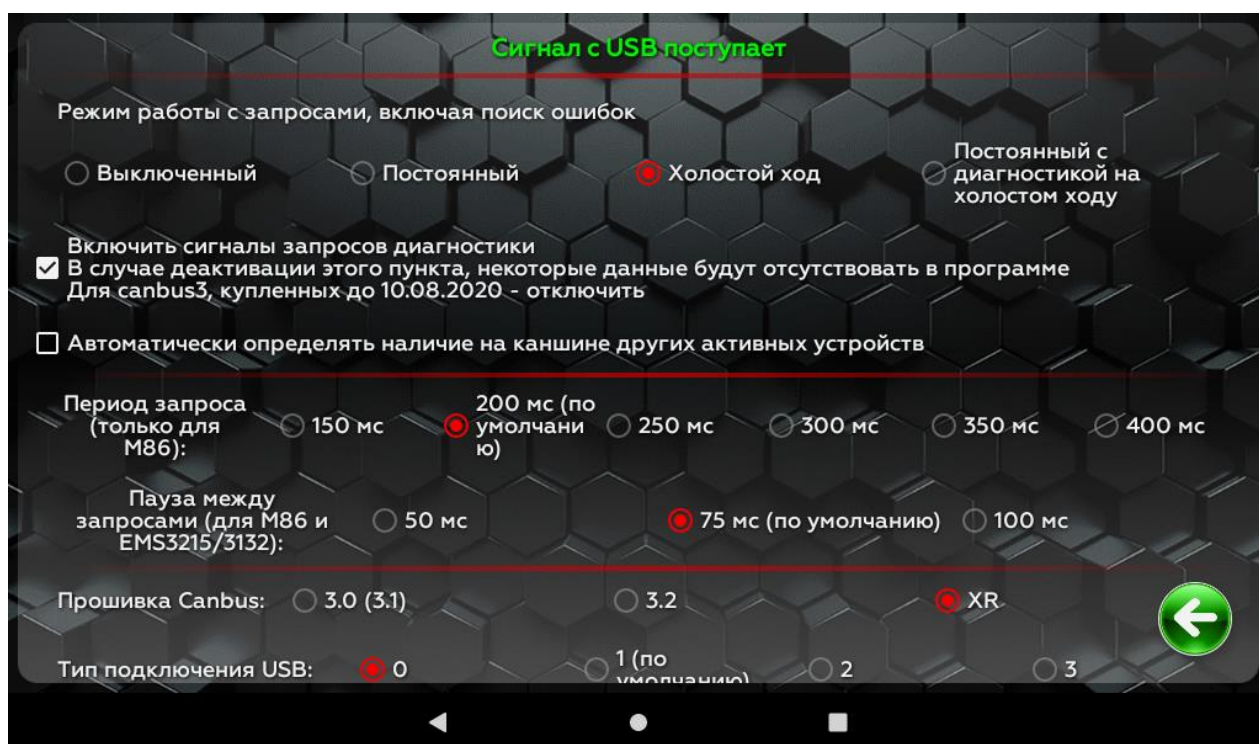 Сигнал с USB поступает
Режим работы с запросами, включая поиск ошибок
Выключенный
Постоянный
Холостой ход
Постоянный с
диагностикой на
холостом ходу
Включить сигналы запросов диагностики
В случае деактивации этого пункта, некоторые данные будут отсутствовать в программе
Для canbus3, купленных до 10.08.2020 - отключить
Автоматически определять наличие на каншине других активных устройств
Период запроса
(только для
М86):
150 мс
200 мс (по
умолчани
ю)
250 мс
300 мс
350 мс
400 мс
Пауза между
запросами (для М86 и
EMS3215/3132):
50 мс
75 мс (по умолчанию)
100 мс
Прошивка Canbus:
3.0 (3.1)
3.2
XR
Тип подключения USB:
0
1 (по
умолчанию)
2
3